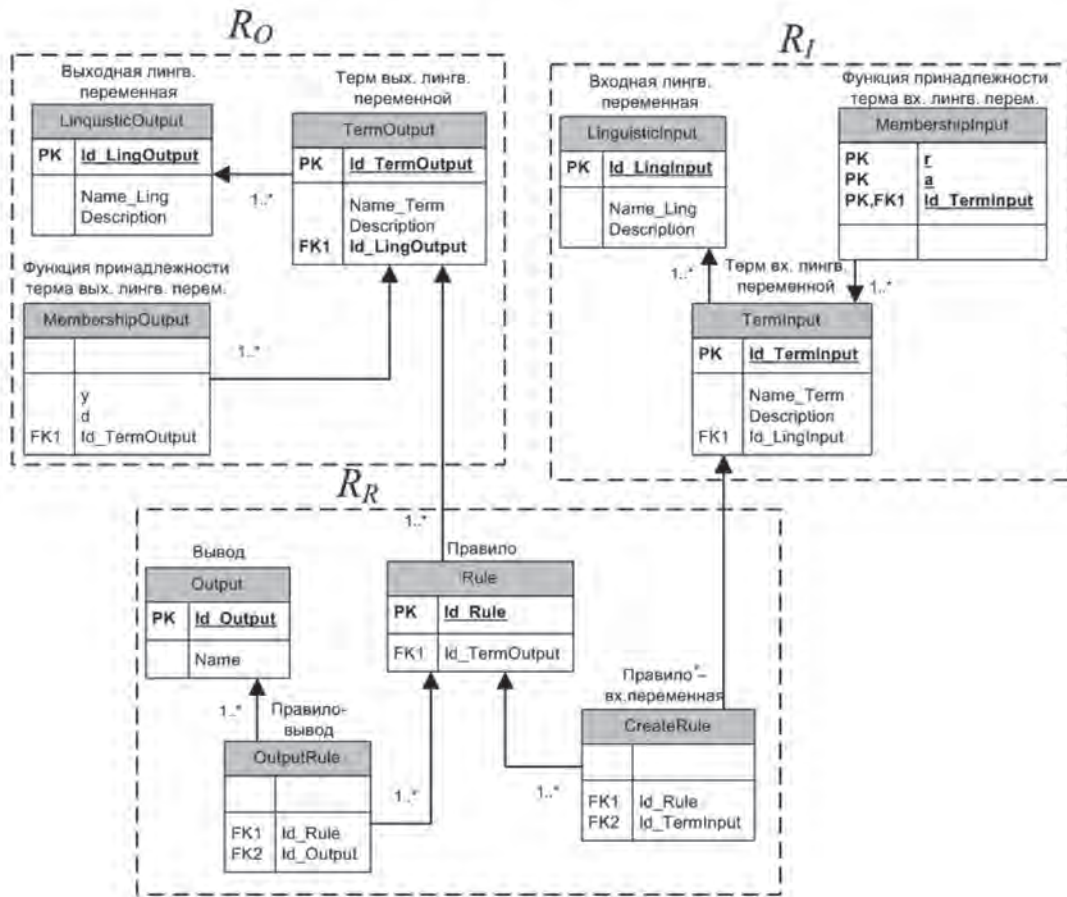 R_O
Выходная лингв.
переменная
LinquisticOutput
PK Id_LingOutput
Name_Ling
Description
1..*
Терм вых. лингв.
переменной
TermOutput
PK Id_TermOutput
Name_Term
Description
FK1 Id_LingOutput
Функция принадлежности
терма вых. лингв. перем.
MembershipOutput
y
d
FK1 Id_TermOutput
1..*
R_I
Входная лингв.
переменная
LinguisticInput
PK Id_LingInput
Name_Ling
Description
1..*
Функция принадлежности
терма вх. лингв. перем.
MembershipInput
PK r
PK a
PK,FK1 Id_TermInput
1..*
Терм вх. лингв.
переменной
TermInput
PK Id_TermInput
Name_Term
Description
FK1 Id_LingInput
R_R
1..*
Вывод
Output
PK Id_Output
Name
1..*
Правило-
вывод
OutputRule
FK1 Id_Rule
FK2 Id_Output
1..*
Правило
Rule
PK Id_Rule
FK1 Id_TermOutput
1..*
Правило –
вх.переменная
CreateRule
FK1 Id_Rule
FK2 Id_TermInput